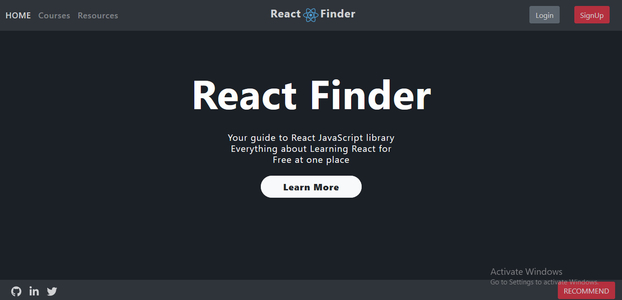 HOME Courses Resources
React Finder
Login
SignUp
React Finder
Your guide to React JavaScript library
Everything about Learning React for
Free at one place
Learn More
Activate Windows
Go to Settings to activate Windows.
RECOMMEND